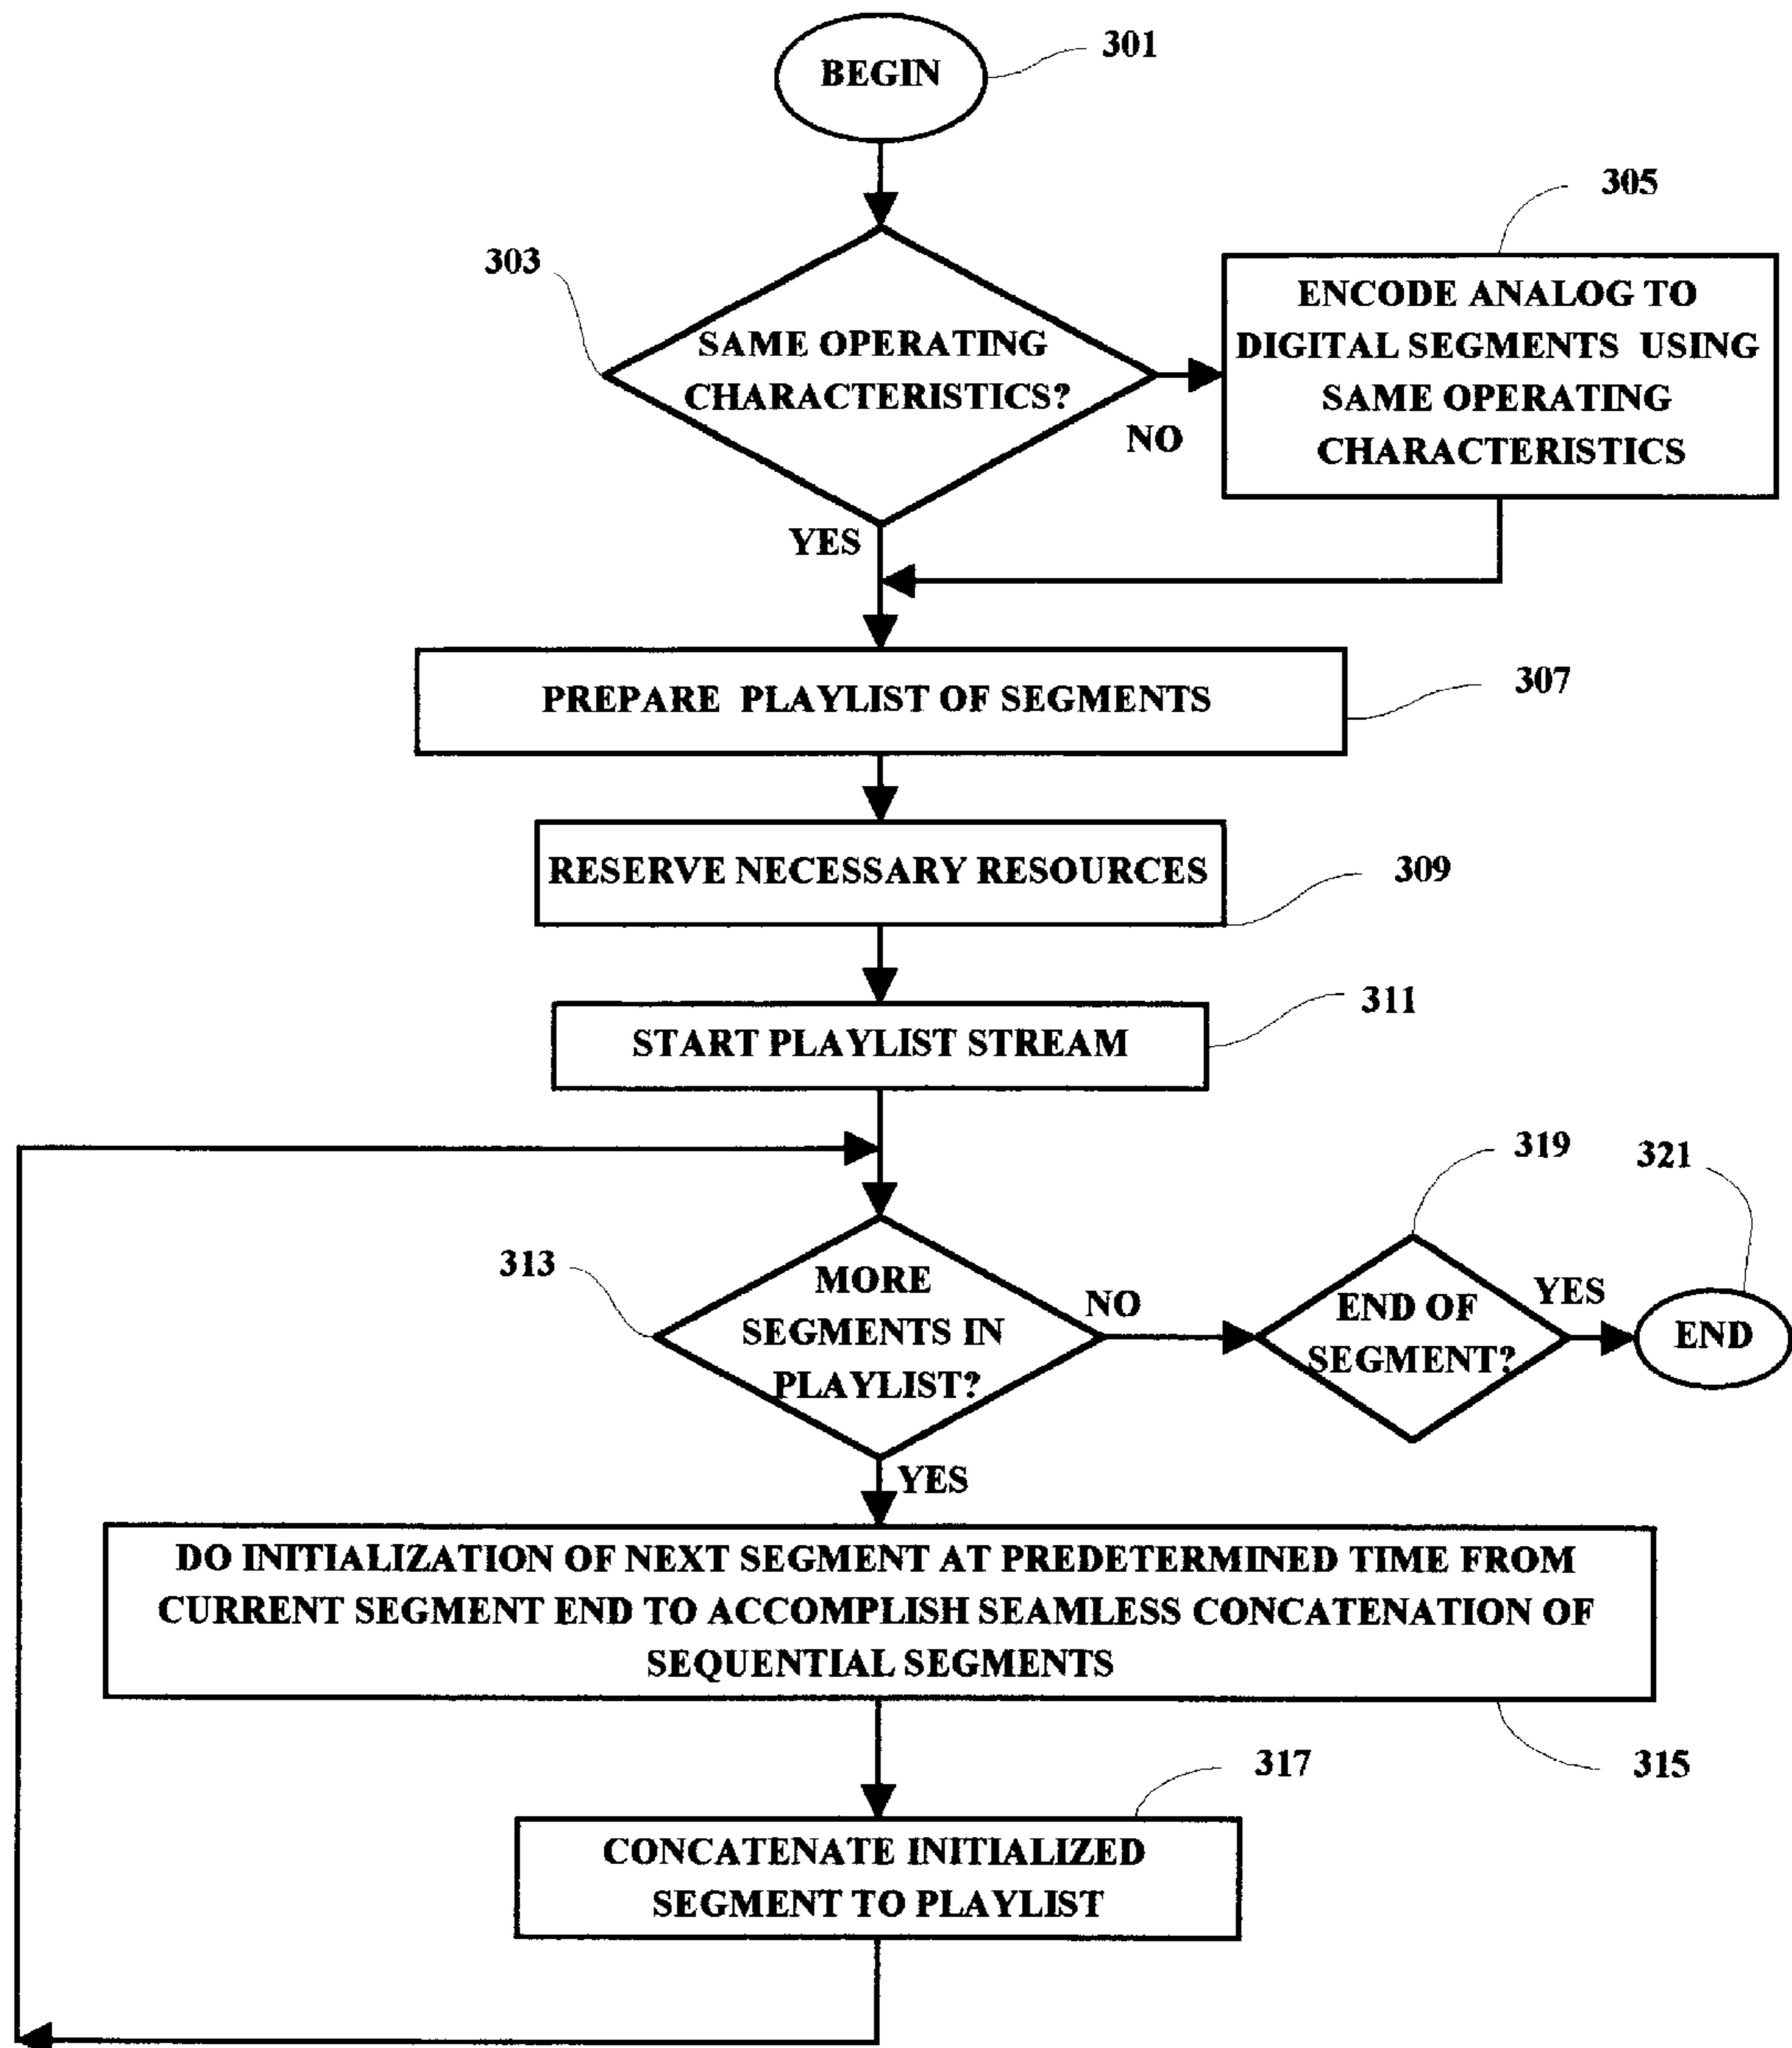 BEGIN
301
303
SAME OPERATING
CHARACTERISTICS?
NO
YES
305
ENCODE ANALOG TO
DIGITAL SEGMENTS USING
SAME OPERATING
CHARACTERISTICS
PREPARE PLAYLIST OF SEGMENTS
307
RESERVE NECESSARY RESOURCES
309
START PLAYLIST STREAM
311
313
MORE
SEGMENTS IN
PLAYLIST?
NO
YES
319
END OF
SEGMENT?
YES
321
END
DO INITIALIZATION OF NEXT SEGMENT AT PREDETERMINED TIME FROM
CURRENT SEGMENT END TO ACCOMPLISH SEAMLESS CONCATENATION OF
SEQUENTIAL SEGMENTS
315
317
CONCATENATE INITIALIZED
SEGMENT TO PLAYLIST